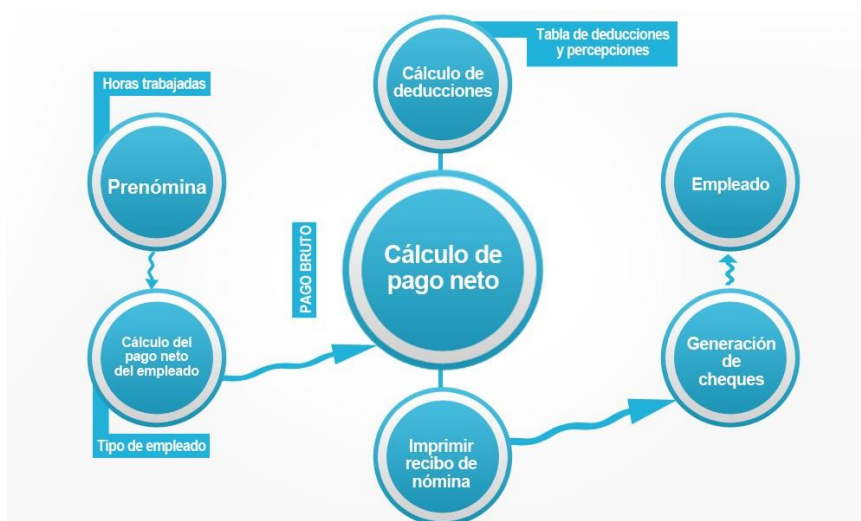 Horas trabajadas
Prenómina
Cálculo del
pago neto
del empleado
Tipo de empleado
PAGO BRUTO
Tabla de deducciones
y percepciones
Cálculo de
deducciones
Cálculo de
pago neto
Imprimir
recibo de
nómina
Generación
de
cheques
Empleado